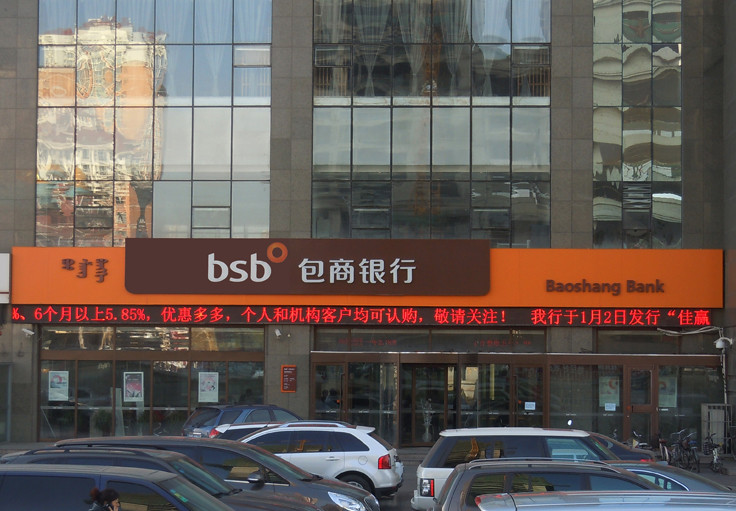 bsb 包商银行
Baoshang Bank
%、6个月以上5.85%，优惠多多，个人和机构客户均可认购，敬请关注！ 我行于1月2日发行“佳赢